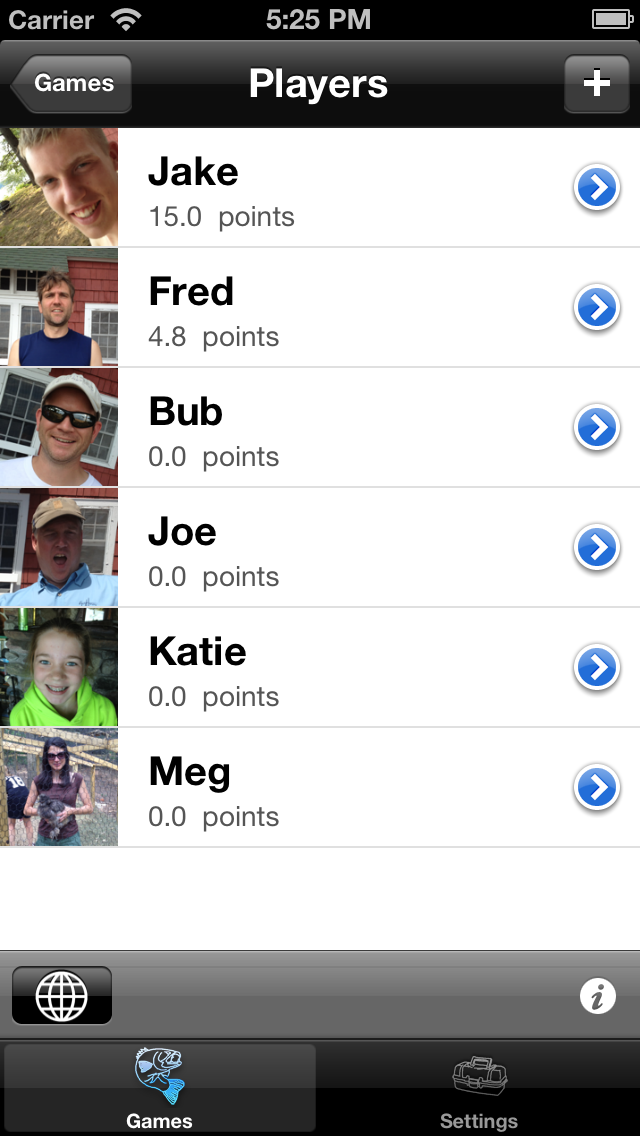 Carrier 5:25 PM
Games Players +
Jake
15.0 points
Fred
4.8 points
Bub
0.0 points
Joe
0.0 points
Katie
0.0 points
Meg
0.0 points
18
i
Games Settings